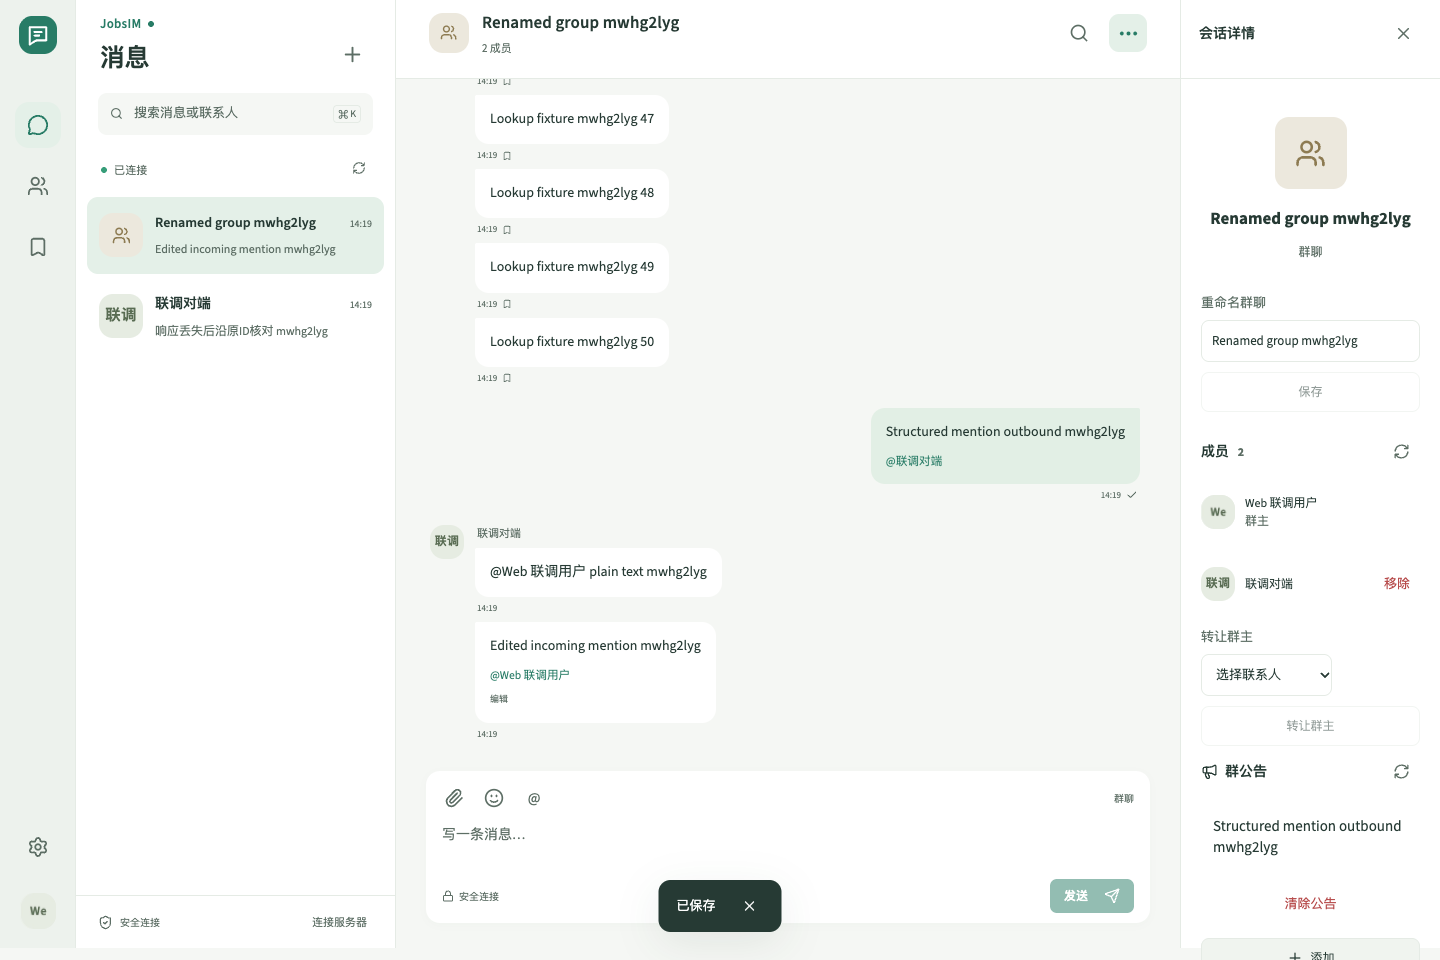 JobsIM
消息
搜索消息或联系人
⌘K
已连接
Renamed group mwhg2lyg
14:19
Edited incoming mention mwhg2lyg
联调
联调对端
14:19
响应丢失后沿原ID核对 mwhg2lyg
We
安全连接
连接服务器
Renamed group mwhg2lyg
2 成员
14:19
Lookup fixture mwhg2lyg 47
14:19
Lookup fixture mwhg2lyg 48
14:19
Lookup fixture mwhg2lyg 49
14:19
Lookup fixture mwhg2lyg 50
14:19
Structured mention outbound mwhg2lyg
@联调对端
14:19
联调
联调对端
@Web 联调用户 plain text mwhg2lyg
14:19
Edited incoming mention mwhg2lyg
@Web 联调用户
编辑
14:19
@
群聊
写一条消息…
安全连接
发送
已保存
会话详情
Renamed group mwhg2lyg
群聊
重命名群聊
Renamed group mwhg2lyg
保存
成员 2
We
Web 联调用户
群主
联调
联调对端
移除
转让群主
选择联系人
转让群主
群公告
Structured mention outbound
mwhg2lyg
清除公告
添加